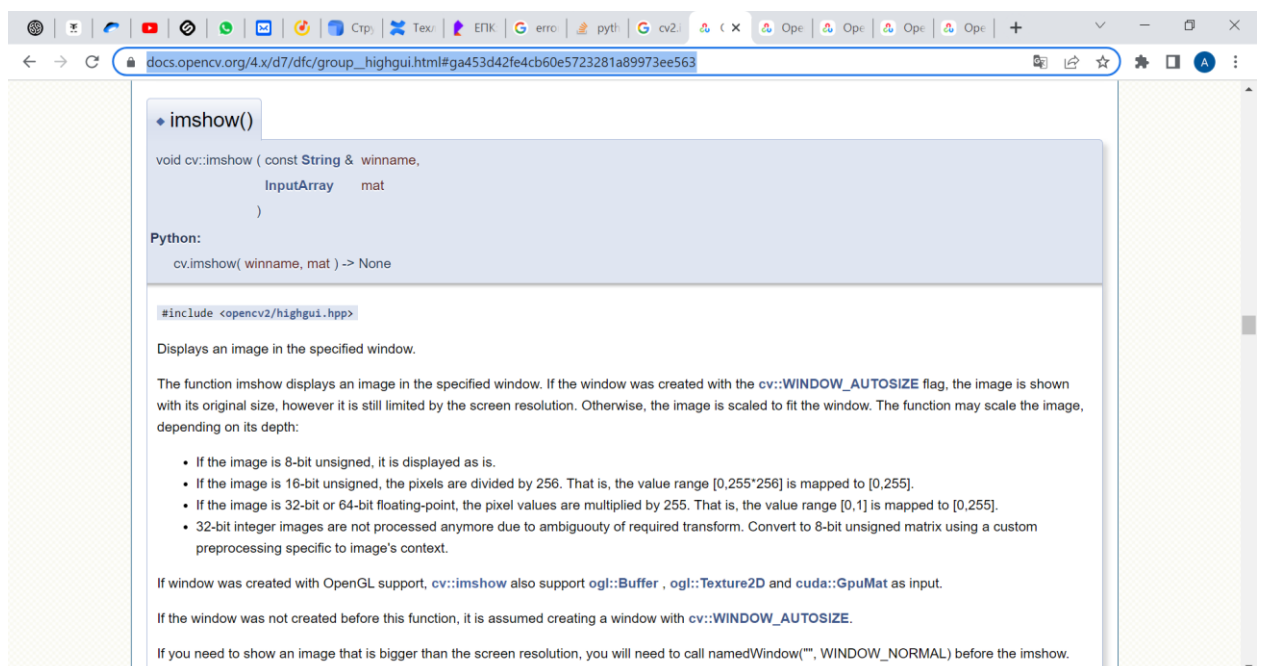 Стру
Техн
ЕПК
erro
pyth
cv2.i
Ope
Ope
Ope
Ope
docs.opencv.org/4.x/d7/dfc/group__highgui.html#ga453d42fe4cb60e5723281a89973ee563
A
imshow()
void cv::imshow ( const String & winname,
InputArray mat
)
Python:
cv.imshow( winname, mat ) -> None
#include <opencv2/highgui.hpp>
Displays an image in the specified window.
The function imshow displays an image in the specified window. If the window was created with the cv::WINDOW_AUTOSIZE flag, the image is shown
with its original size, however it is still limited by the screen resolution. Otherwise, the image is scaled to fit the window. The function may scale the image,
depending on its depth:
• If the image is 8-bit unsigned, it is displayed as is.
• If the image is 16-bit unsigned, the pixels are divided by 256. That is, the value range [0,255*256] is mapped to [0,255].
• If the image is 32-bit or 64-bit floating-point, the pixel values are multiplied by 255. That is, the value range [0,1] is mapped to [0,255].
• 32-bit integer images are not processed anymore due to ambiguouty of required transform. Convert to 8-bit unsigned matrix using a custom
preprocessing specific to image's context.
If window was created with OpenGL support, cv::imshow also support ogl::Buffer , ogl::Texture2D and cuda::GpuMat as input.
If the window was not created before this function, it is assumed creating a window with cv::WINDOW_AUTOSIZE.
If you need to show an image that is bigger than the screen resolution, you will need to call namedWindow("", WINDOW_NORMAL) before the imshow.